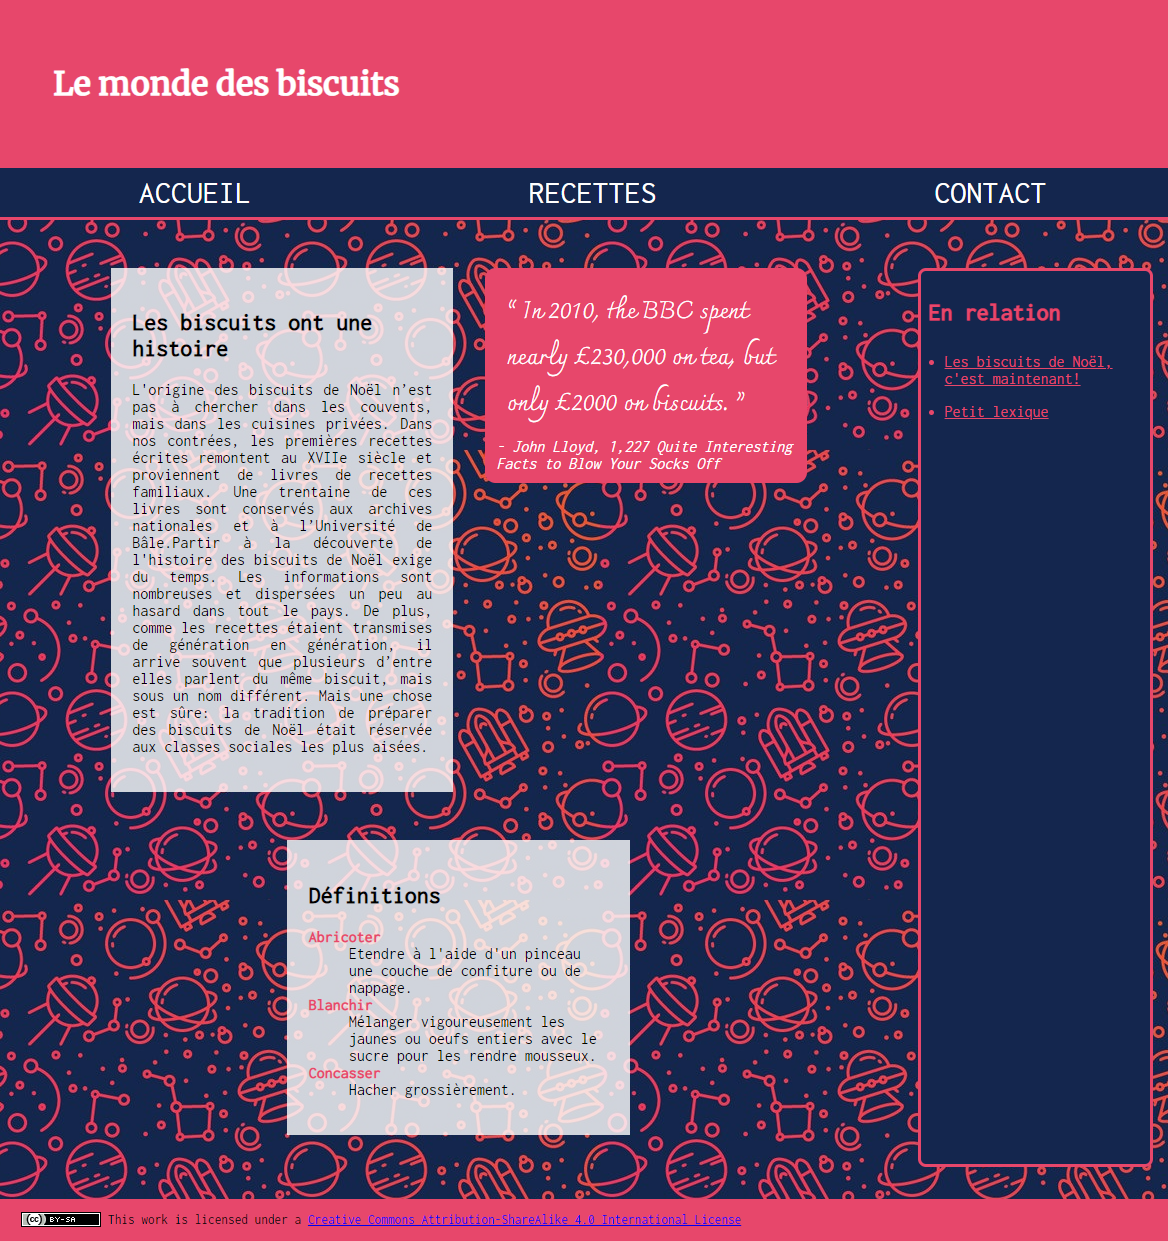 Le monde des biscuits
ACCUEIL
RECETTES
CONTACT
Les biscuits ont une
histoire
L'origine des biscuits de Noël n’est
pas à chercher dans les couvents,
mais dans les cuisines privées. Dans
nos contrées, les premières recettes
écrites remontent au XVIIe siècle et
proviennent de livres de recettes
familiaux. Une trentaine de ces
livres sont conservés aux archives
nationales et à l’Université de
Bâle.Partir à la découverte de
l'histoire des biscuits de Noël exige
du temps. Les informations sont
nombreuses et dispersées un peu au
hasard dans tout le pays. De plus,
comme les recettes étaient transmises
de génération en génération, il
arrive souvent que plusieurs d’entre
elles parlent du même biscuit, mais
sous un nom différent. Mais une chose
est sûre: la tradition de préparer
des biscuits de Noël était réservée
aux classes sociales les plus aisées.
“ In 2010, the BBC spent
nearly £230,000 on tea, but
only £2000 on biscuits. ”
- John Lloyd, 1,227 Quite Interesting
Facts to Blow Your Socks Off
En relation
Les biscuits de Noël,
c'est maintenant!
Petit lexique
Définitions
Abricoter
Etendre à l'aide d'un pinceau
une couche de confiture ou de
nappage.
Blanchir
Mélanger vigoureusement les
jaunes ou oeufs entiers avec le
sucre pour les rendre mousseux.
Concasser
Hacher grossièrement.
(cc) BY-SA This work is licensed under a Creative Commons Attribution-ShareAlike 4.0 International License